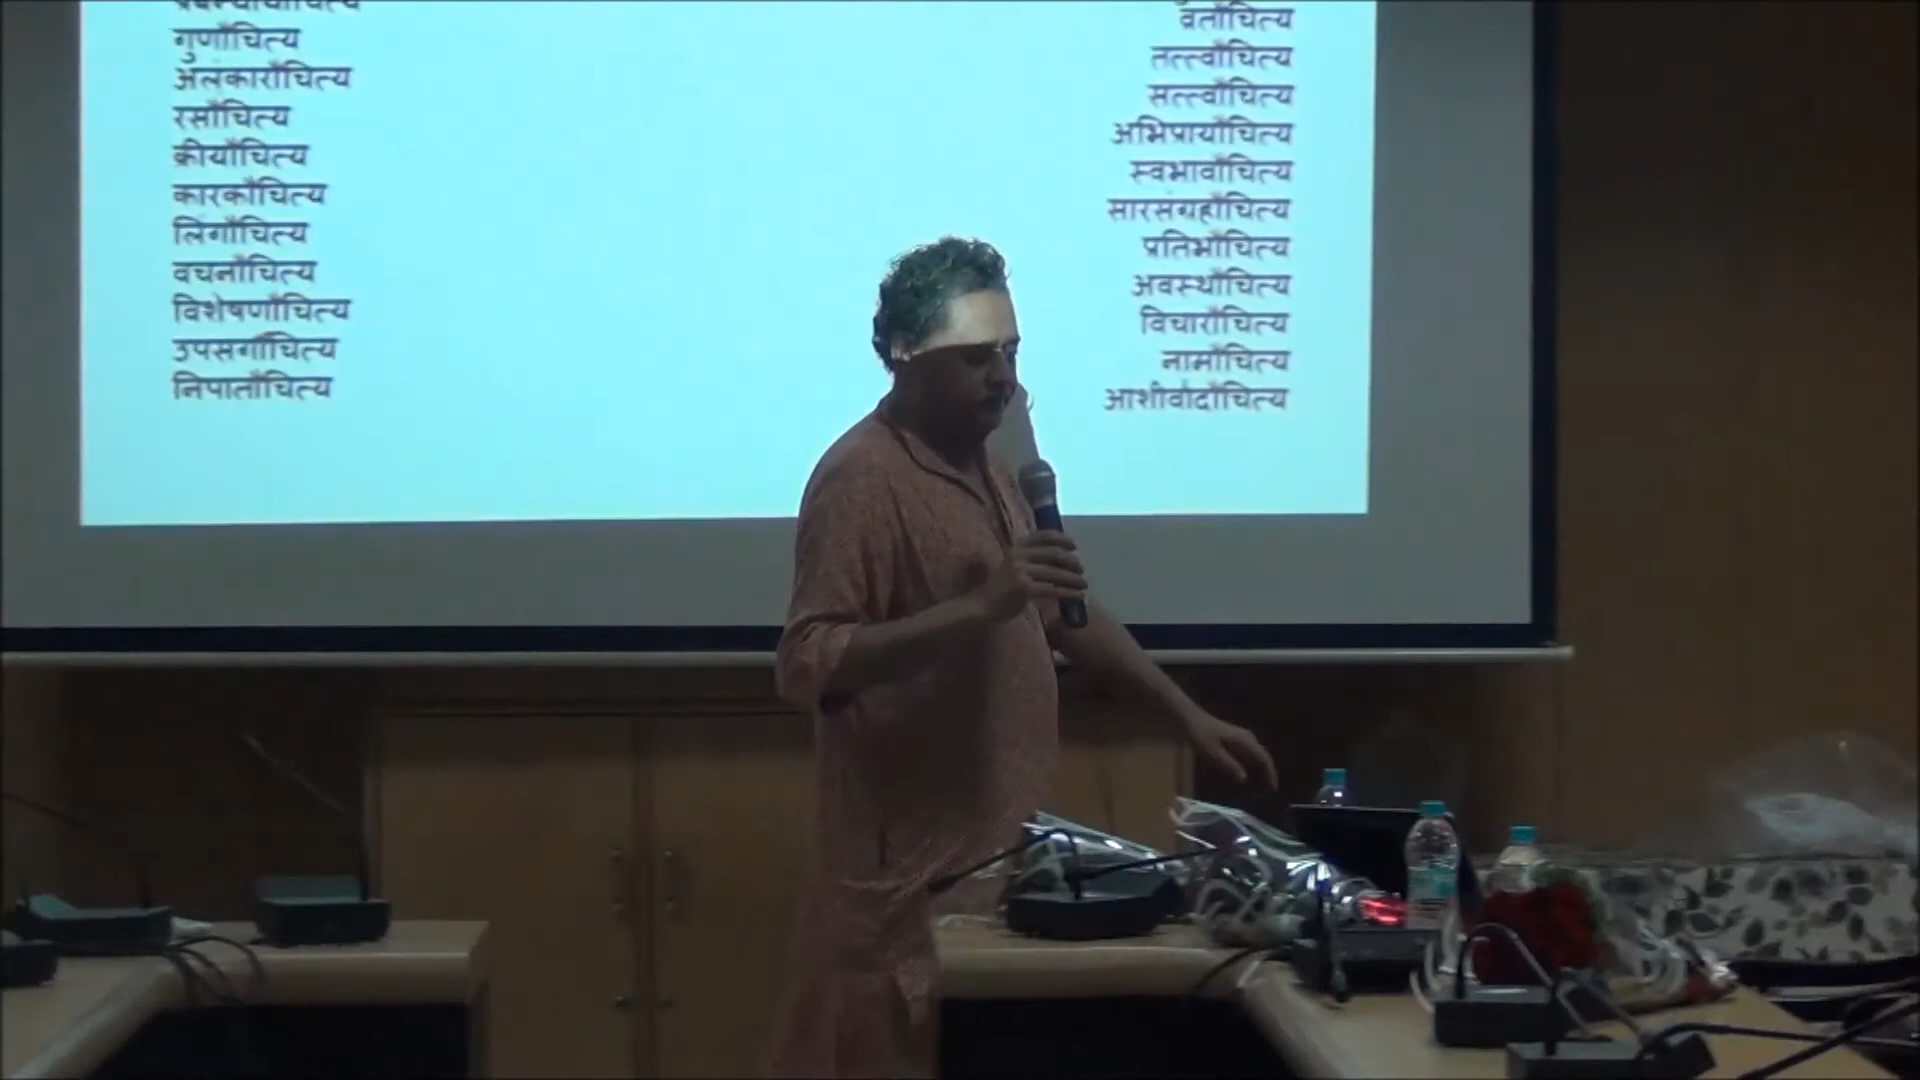 गुणौचित्य
अलंकारौचित्य
रसौचित्य
क्रीयौचित्य
कारकौचित्य
लिंगौचित्य
वचनौचित्य
विशेषणौचित्य
उपसर्गौचित्य
निपातौचित्य
व्रतौचित्य
तत्त्वौचित्य
सत्त्वौचित्य
अभिप्रायौचित्य
स्वभावौचित्य
सारसंग्रहौचित्य
प्रतिभौचित्य
अवस्थौचित्य
विचारौचित्य
नामौचित्य
आशीर्वादौचित्य